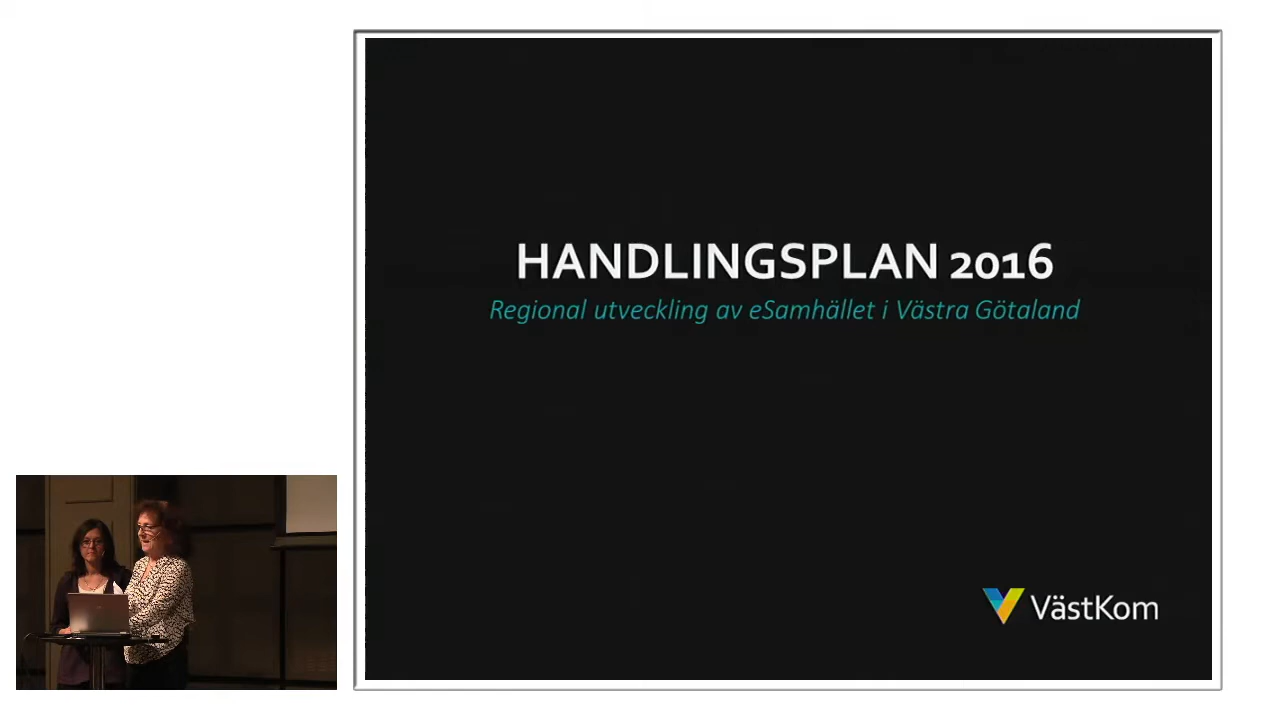 HANDLINGSPLAN 2016
Regional utveckling av eSamhället i Västra Götaland
VästKom